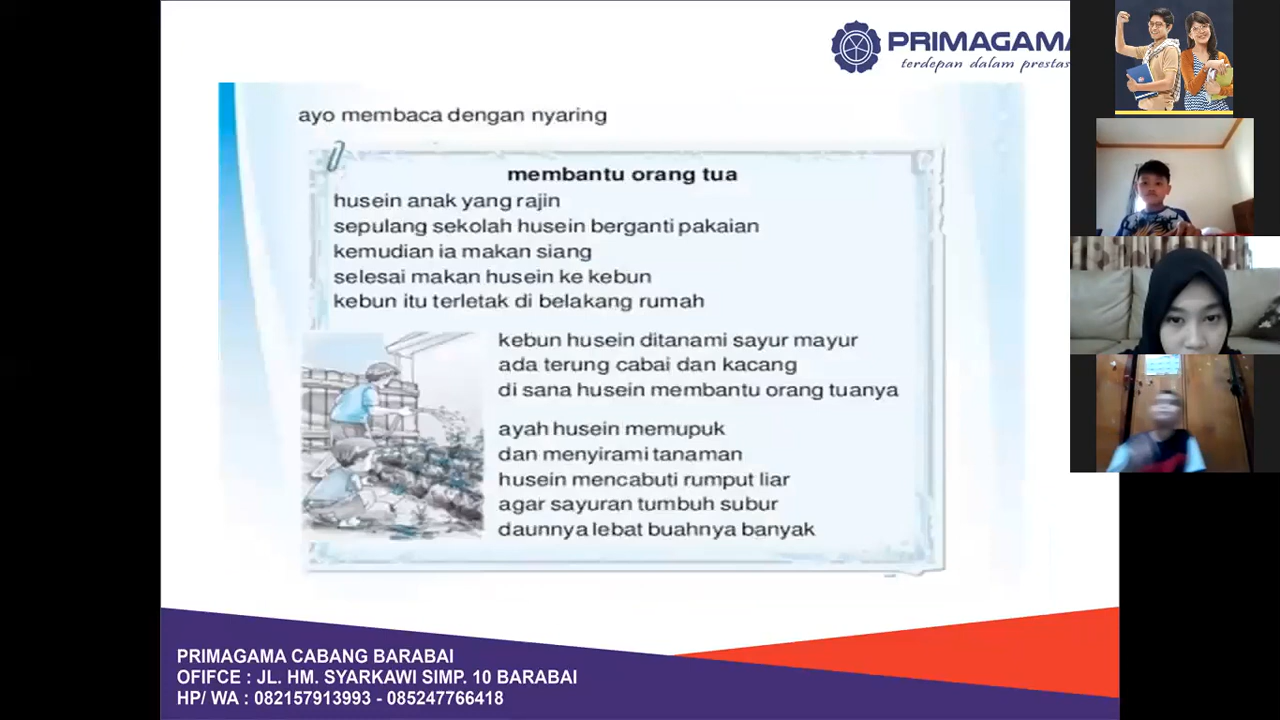 PRIMAGAMA
terdepan dalam prestas
ayo membaca dengan nyaring
membantu orang tua
husein anak yang rajin
sepulang sekolah husein berganti pakaian
kemudian ia makan siang
selesai makan husein ke kebun
kebun itu terletak di belakang rumah
kebun husein ditanami sayur mayur
ada terung cabai dan kacang
di sana husein membantu orang tuanya
ayah husein memupuk
dan menyirami tanaman
husein mencabuti rumput liar
agar sayuran tumbuh subur
daunnya lebat buahnya banyak
PRIMAGAMA CABANG BARABAI
OFIFCE : JL. HM. SYARKAWI SIMP. 10 BARABAI
HP/ WA : 082157913993 - 085247766418